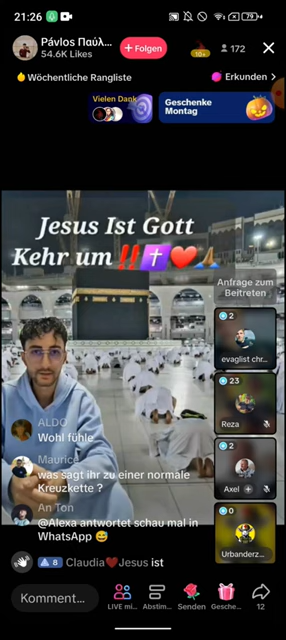 21:26
79
Pávlos Παύλ...
54.6K Likes
+ Folgen
10+
172
Wöchentliche Rangliste
Erkunden >
Vielen Dank
Geschenke
Montag
Jesus Ist Gott
Kehr um‼️✝️❤️🙏🏾
Anfrage zum
Beitreten
2
evaglist chr...
23
Reza
2
Axel +
0
Urbanderz...
ALDO
Wohl fühle
Maurice
was sagt ihr zu einer normale
Kreuzkette ?
An Ton
@Alexa antwortet schau mal in
WhatsApp 😅
8 Claudia❤️Jesus ist
Komment...
LIVE mi...
Abstim...
Senden
Gesche...
12